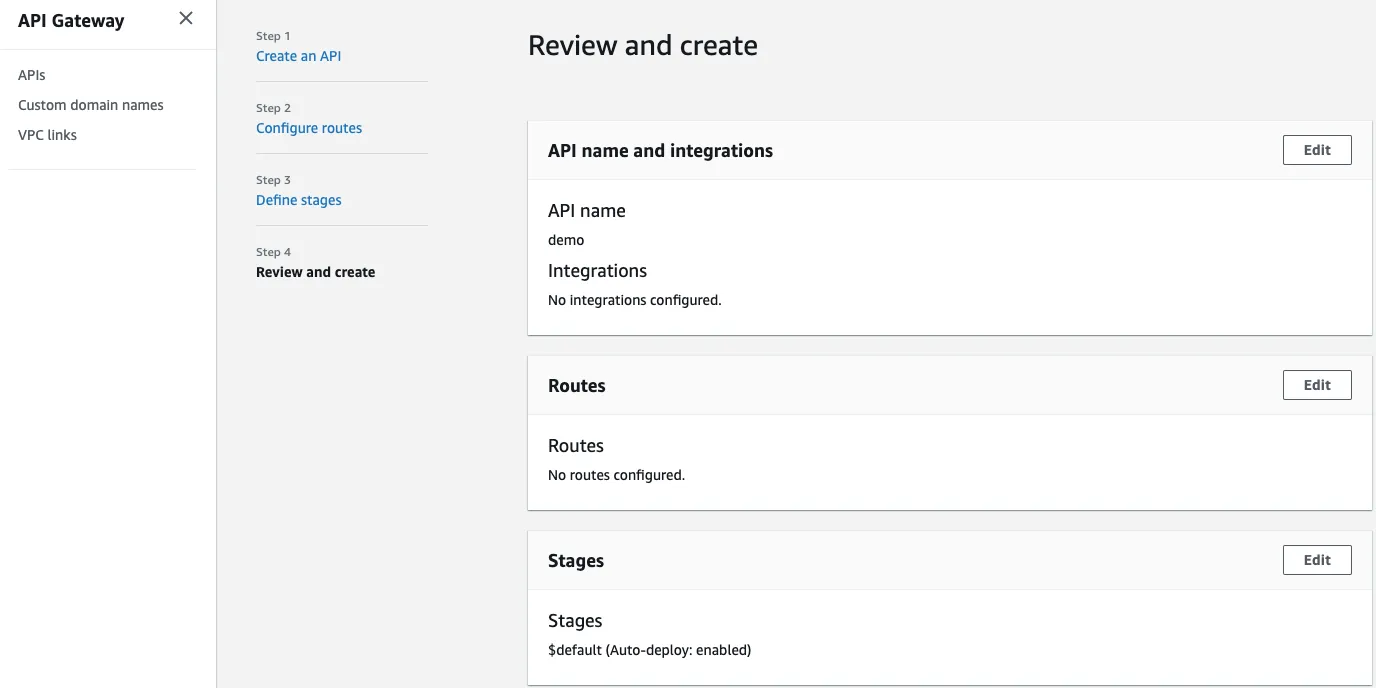 API Gateway
APIs
Custom domain names
VPC links
Step 1
Create an API
Step 2
Configure routes
Step 3
Define stages
Step 4
Review and create
Review and create
API name and integrations
Edit
API name
demo
Integrations
No integrations configured.
Routes
Edit
Routes
No routes configured.
Stages
Edit
Stages
$default (Auto-deploy: enabled)